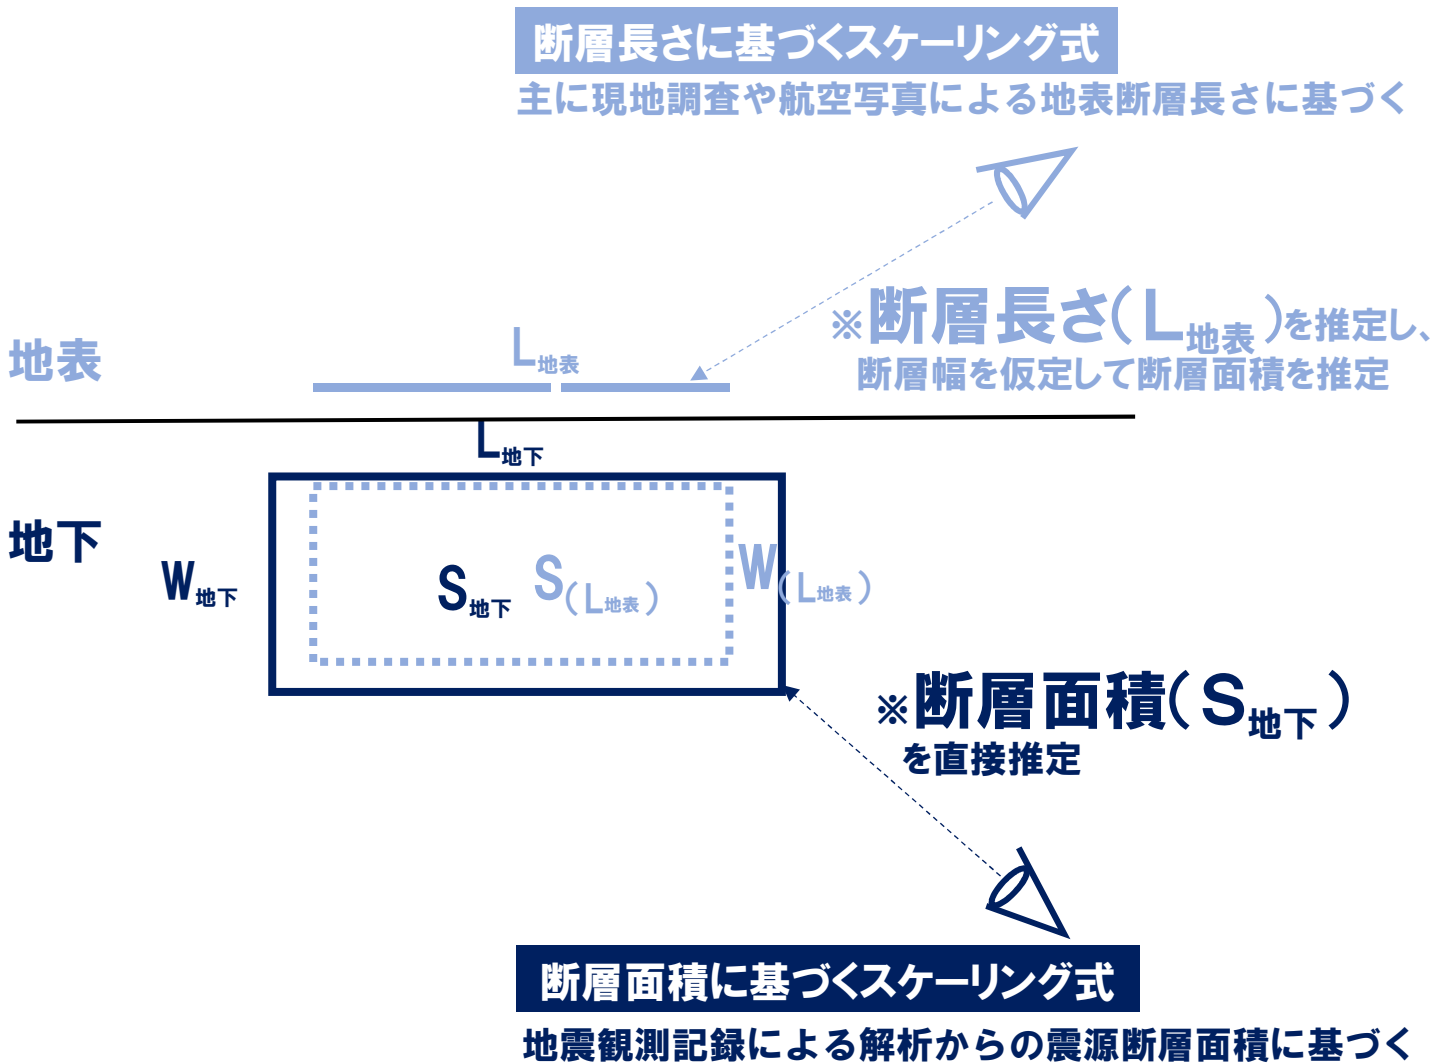 断層長さに基づくスケーリング式
主に現地調査や航空写真による地表断層長さに基づく
※断層長さ(L地表)を推定し、
断層幅を仮定して断層面積を推定
地表
L地表
L地下
地下
W地下
S地下
S(L地表)
W(L地表)
※断層面積(S地下)
を直接推定
断層面積に基づくスケーリング式
地震観測記録による解析からの震源断層面積に基づく